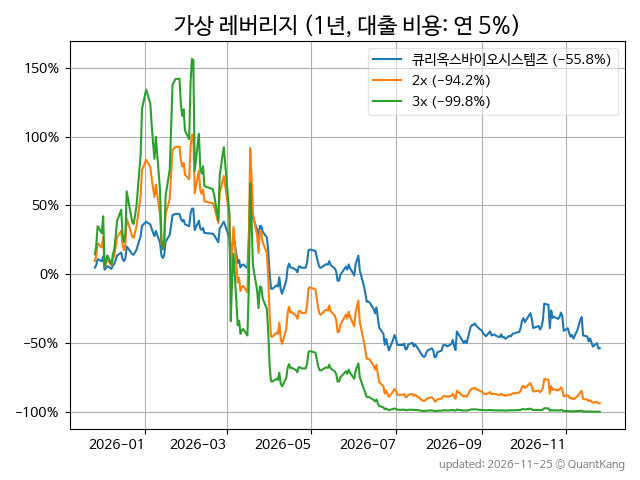 가상 레버리지 (1년, 대출 비용: 연 5%)
큐리옥스바이오시스템즈 (-55.8%)
2x (-94.2%)
3x (-99.8%)
150%
100%
50%
0%
-50%
-100%
2026-01 2026-03 2026-05 2026-07 2026-09 2026-11
updated: 2026-11-25 © QuantKang